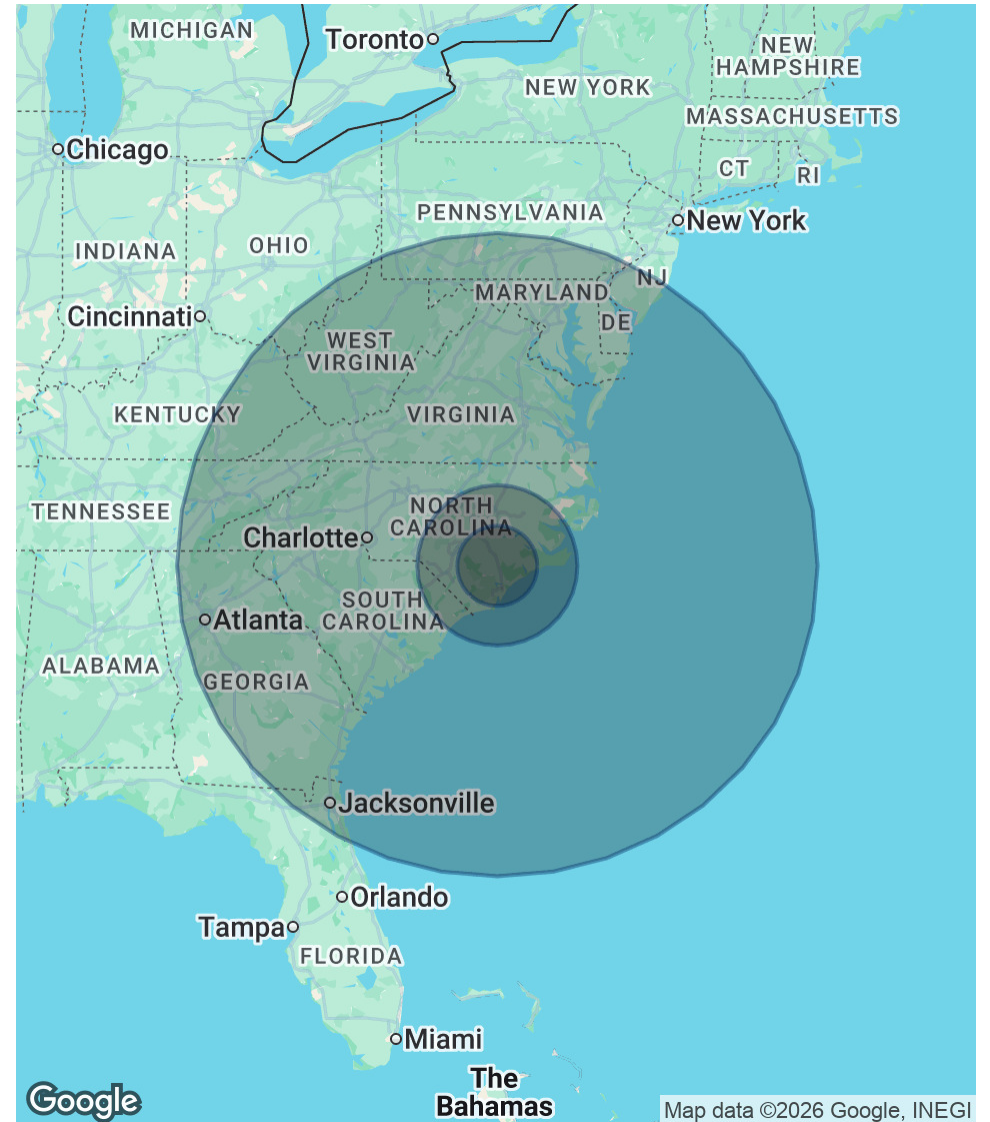 MICHIGAN
Toronto
NEW
HAMPSHIRE
NEW YORK
MASSACHUSETTS
Chicago
CT
RI
PENNSYLVANIA
New York
INDIANA
OHIO
NJ
MARYLAND
Cincinnati
DE
WEST
VIRGINIA
KENTUCKY
VIRGINIA
TENNESSEE
NORTH
CAROLINA
Charlotte
SOUTH
CAROLINA
Atlanta
ALABAMA
GEORGIA
Jacksonville
Orlando
Tampa
FLORIDA
Miami
The
Bahamas
Google
Map data ©2026 Google, INEGI